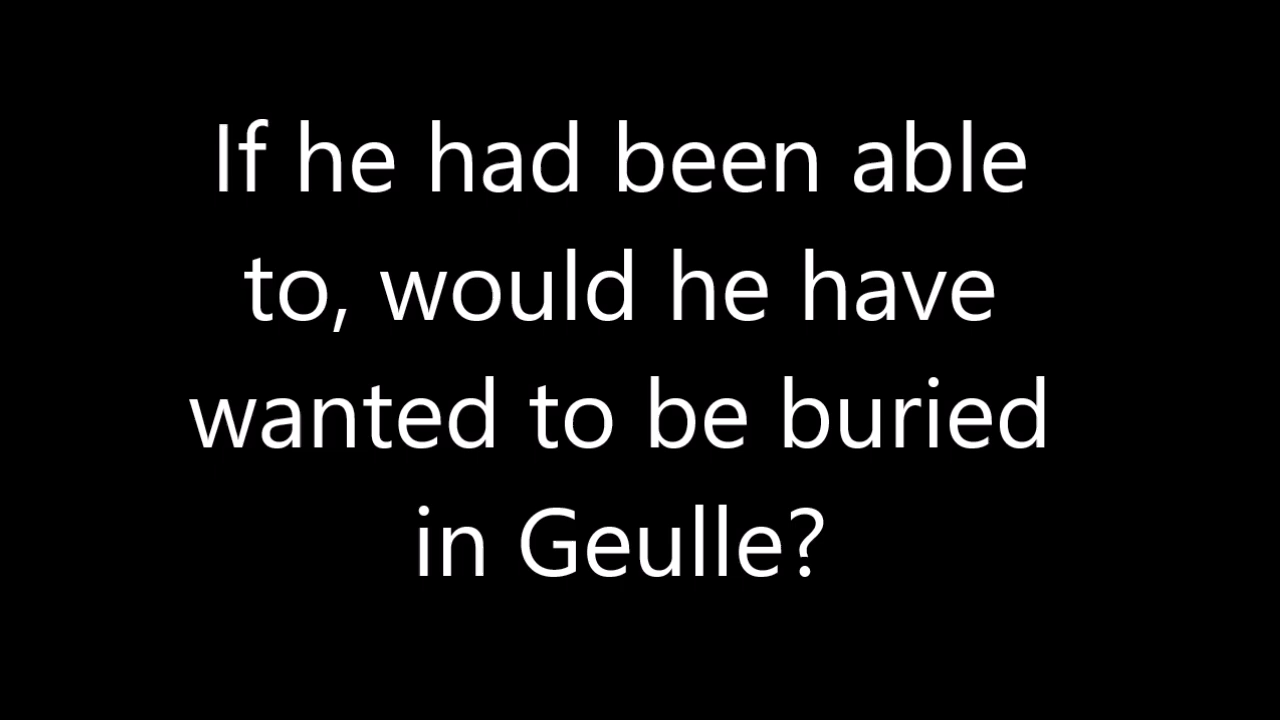 If he had been able
to, would he have
wanted to be buried
in Geulle?